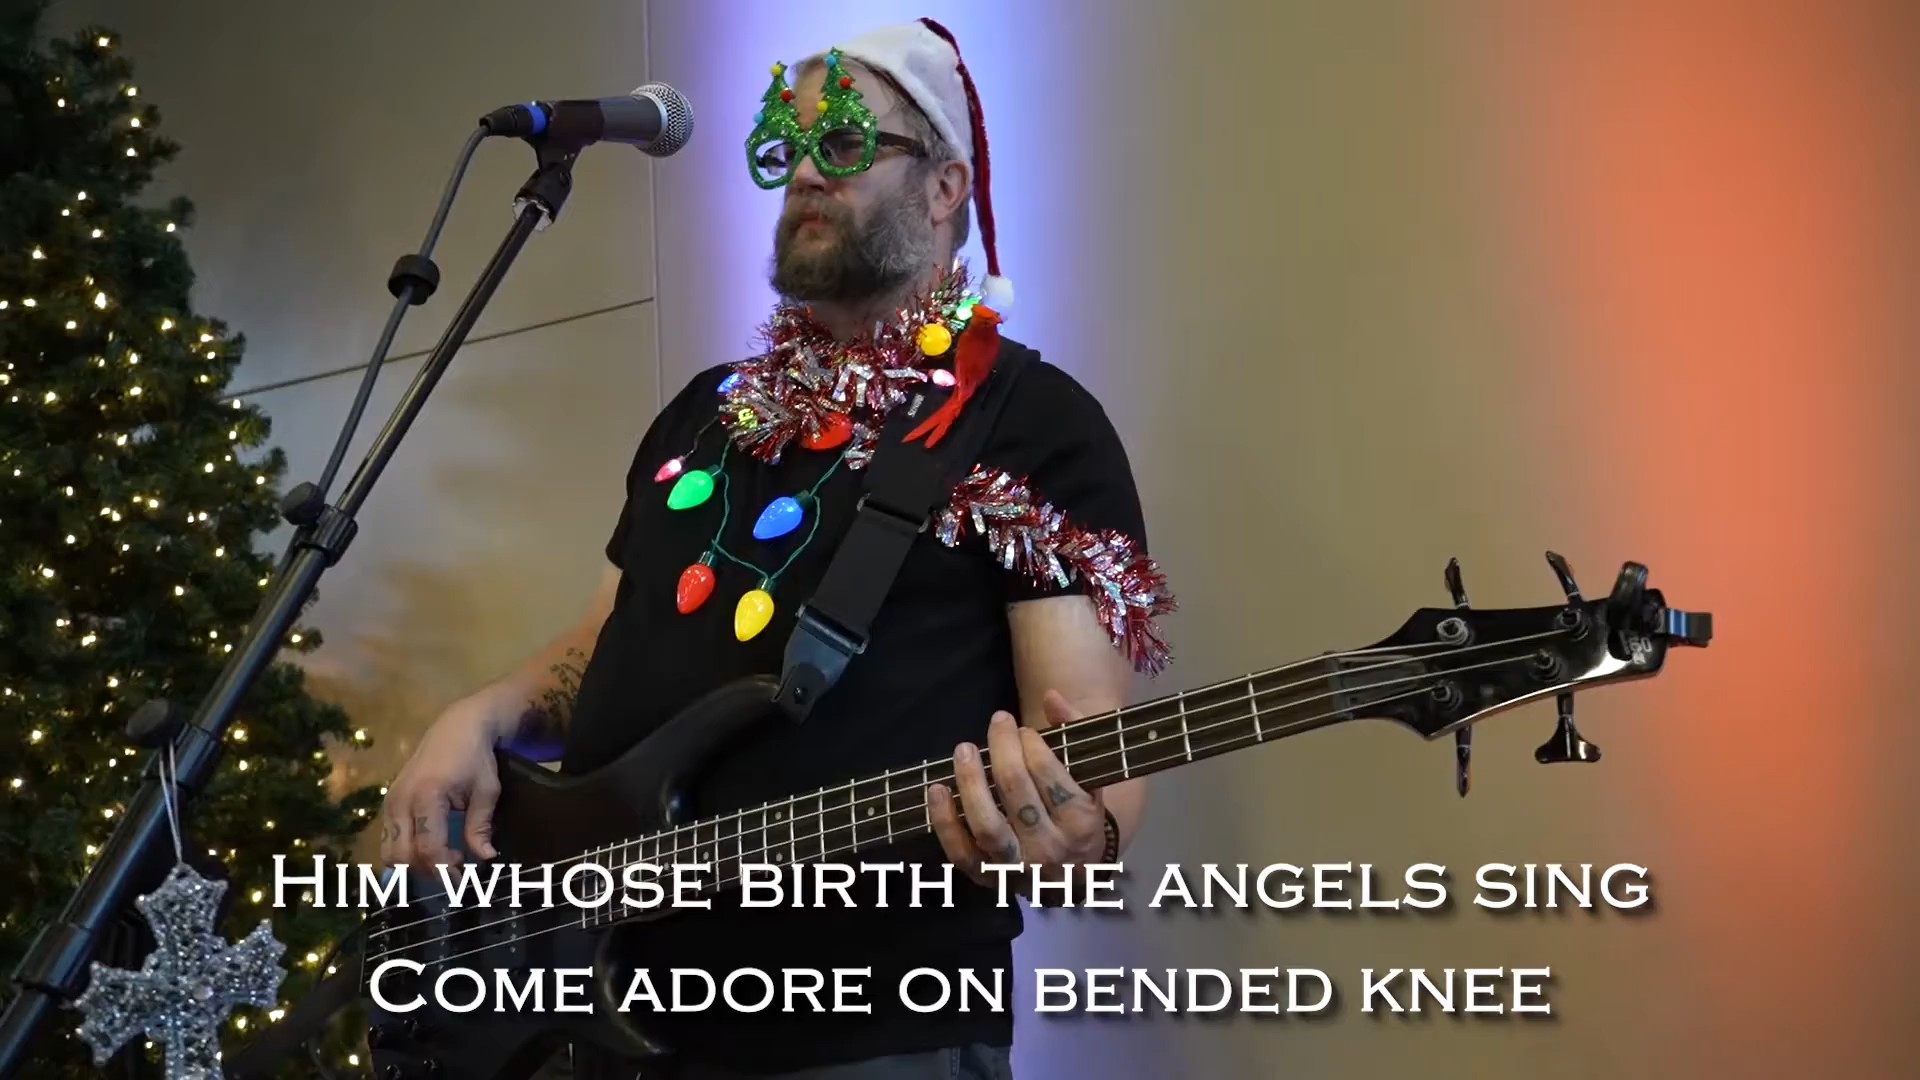 Him whose birth the angels sing
Come adore on bended knee